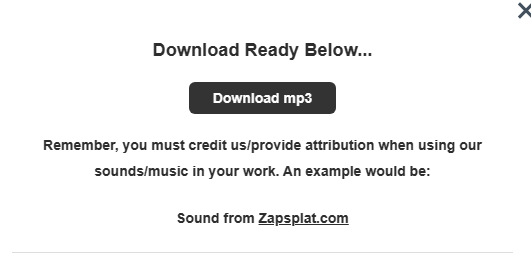 Download Ready Below...
Download mp3
Remember, you must credit us/provide attribution when using our
sounds/music in your work. An example would be:
Sound from Zapsplat.com